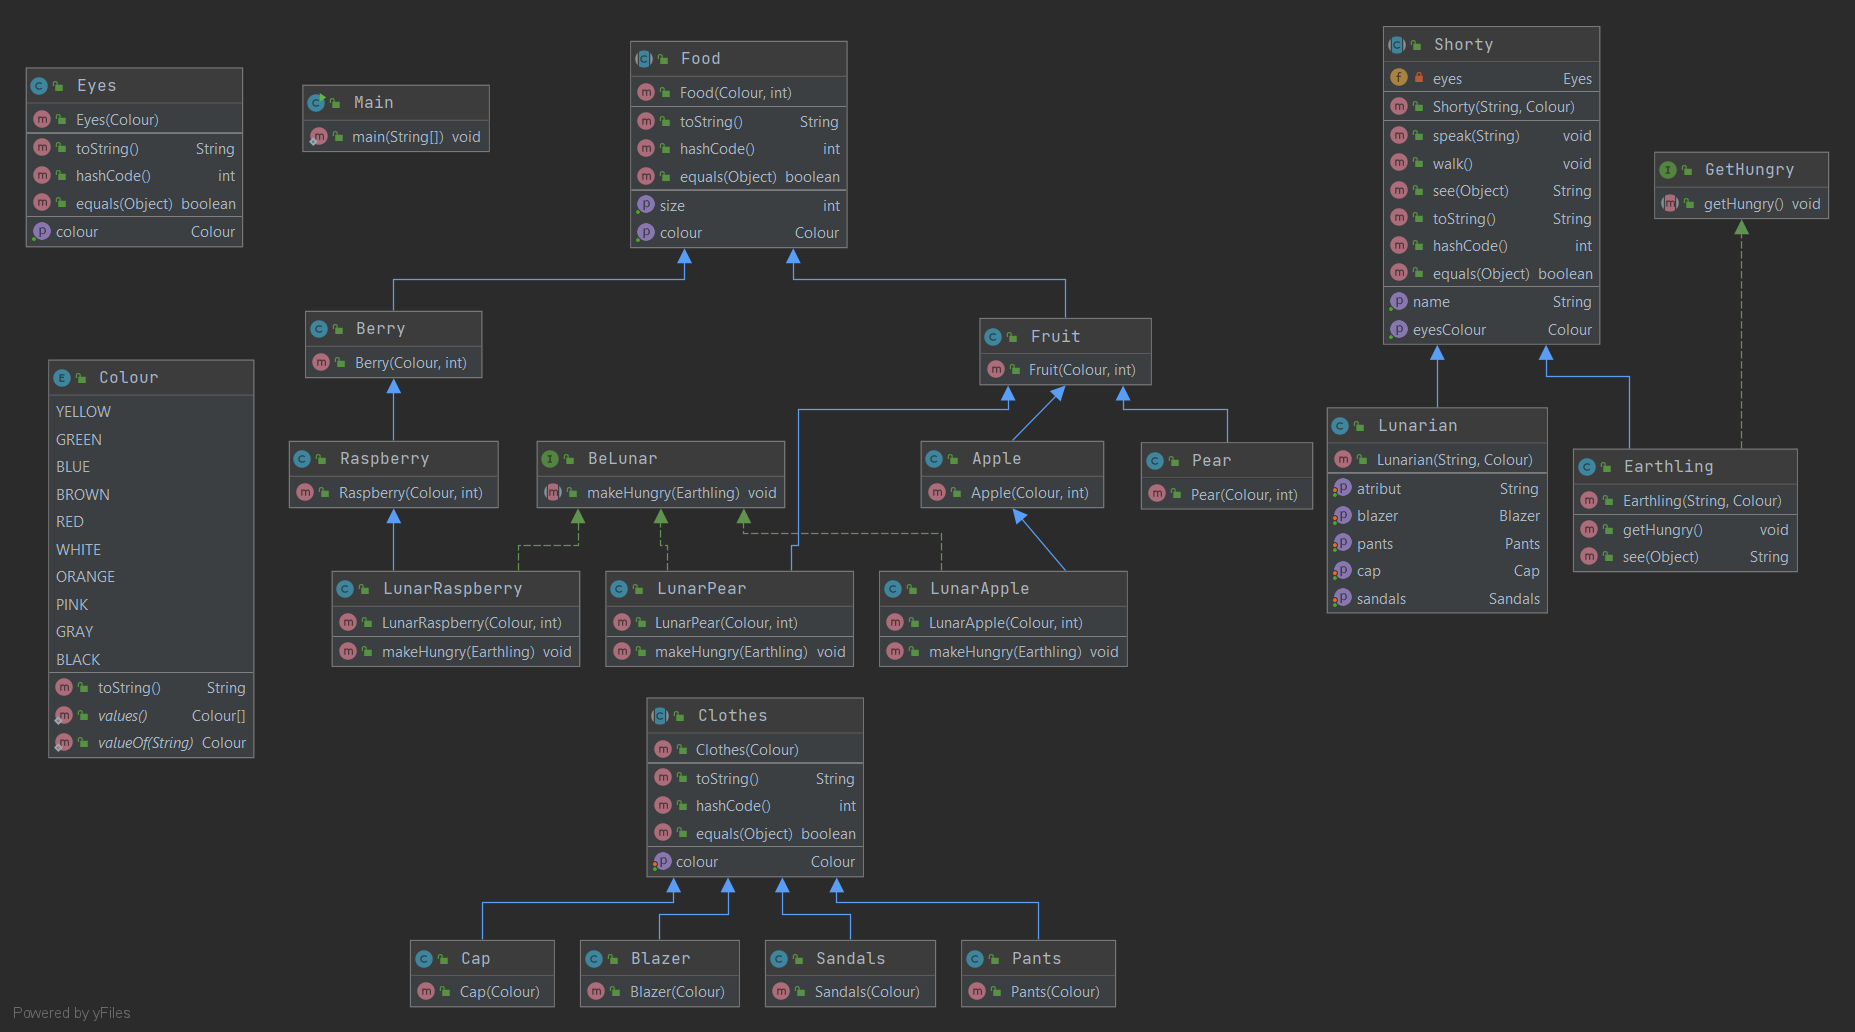 Eyes
Eyes(Colour)
toString() String
hashCode() int
equals(Object) boolean
colour Colour
Main
main(String[]) void
Food
Food(Colour, int)
toString() String
hashCode() int
equals(Object) boolean
size int
colour Colour
Shorty
eyes Eyes
Shorty(String, Colour)
speak(String) void
walk() void
see(Object) String
toString() String
hashCode() int
equals(Object) boolean
name String
eyesColour Colour
GetHungry
getHungry() void
Berry
Berry(Colour, int)
Fruit
Fruit(Colour, int)
Colour
YELLOW
GREEN
BLUE
BROWN
RED
WHITE
ORANGE
PINK
GRAY
BLACK
toString() String
values() Colour[]
valueOf(String) Colour
Raspberry
Raspberry(Colour, int)
BeLunar
makeHungry(Earthling) void
Apple
Apple(Colour, int)
Pear
Pear(Colour, int)
Lunarian
Lunarian(String, Colour)
atribut String
blazer Blazer
pants Pants
cap Cap
sandals Sandals
Earthling
Earthling(String, Colour)
getHungry() void
see(Object) String
LunarRaspberry
LunarRaspberry(Colour, int)
makeHungry(Earthling) void
LunarPear
LunarPear(Colour, int)
makeHungry(Earthling) void
LunarApple
LunarApple(Colour, int)
makeHungry(Earthling) void
Clothes
Clothes(Colour)
toString() String
hashCode() int
equals(Object) boolean
colour Colour
Cap
Cap(Colour)
Blazer
Blazer(Colour)
Sandals
Sandals(Colour)
Pants
Pants(Colour)
Powered by yFiles